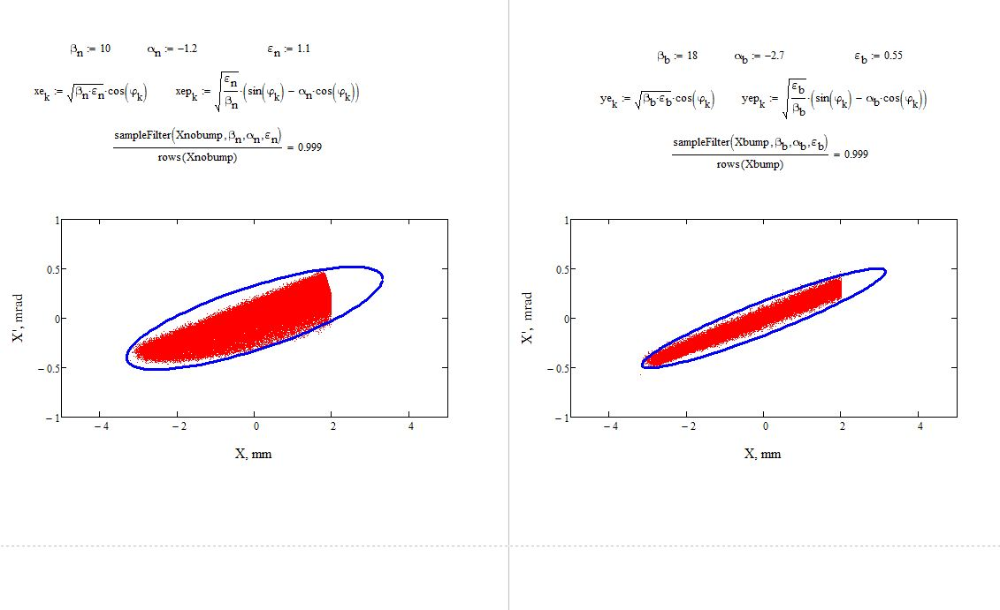 βn := 10 αn := −1.2 εn := 1.1
xek := √βn·εn·cos(φk) xepk := √εn/βn·(sin(φk) − αn·cos(φk))
sampleFilter(Xnobump,βn,αn,εn)
rows(Xnobump)
= 0.999
1
0.5
0
−0.5
−1
−4 −2 0 2 4
X', mrad
X, mm
βb := 18 αb := −2.7 εb := 0.55
yek := √βb·εb·cos(φk) yepk := √εb/βb·(sin(φk) − αb·cos(φk))
sampleFilter(Xbump,βb,αb,εb)
rows(Xbump)
= 0.999
1
0.5
0
−0.5
−1
−4 −2 0 2 4
X', mrad
X, mm